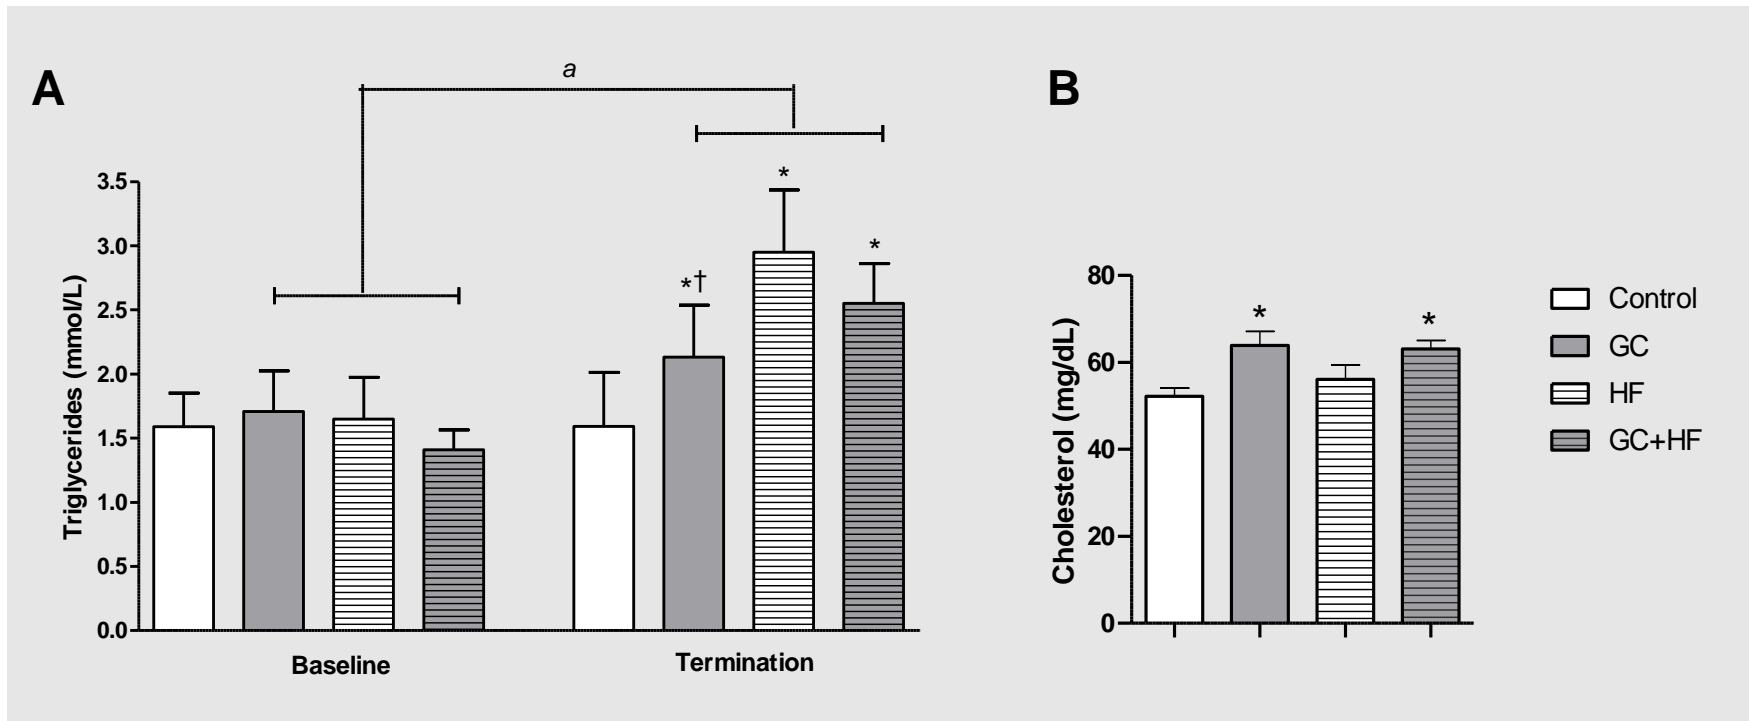 A
a
Triglycerides (mmol/L)
3.5
3.0
2.5
2.0
1.5
1.0
0.5
0.0
*†
*
*
Baseline
Termination
B
Cholesterol (mg/dL)
80
60
40
20
0
*
*
Control
GC
HF
GC+HF